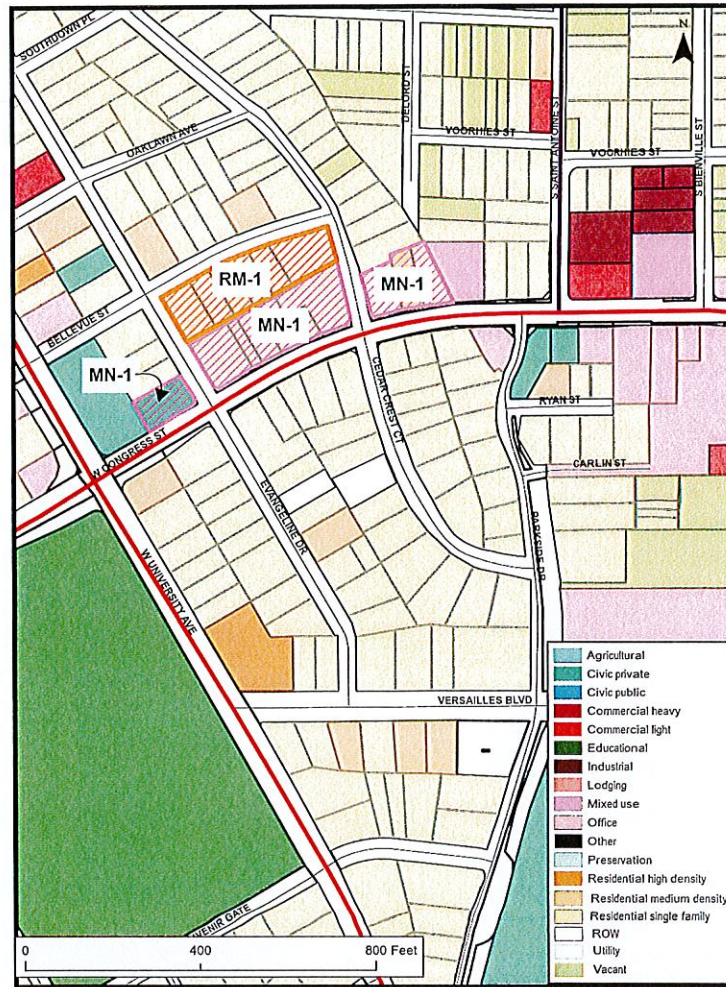 SOUTHDOWN PL
N
DELORD ST
S SAINT ANTOINE ST
S BIENVILLE ST
OAKLAWN AVE
VOORHIES ST
VOORHIES ST
RM-1
MN-1
MN-1
BELLEVUE ST
MN-1
CEDAR CREST CT
RYAN ST
W CONGRESS ST
CARLIN ST
EVANGELINE DR
PARKSIDE DR
W UNIVERSITY AVE
VERSAILLES BLVD
Agricultural
Civic private
Civic public
Commercial heavy
Commercial light
Educational
Industrial
Lodging
Mixed use
Office
Other
Preservation
Residential high density
Residential medium density
Residential single family
ROW
Utility
Vacant
VENIR GATE
0 400 800 Feet